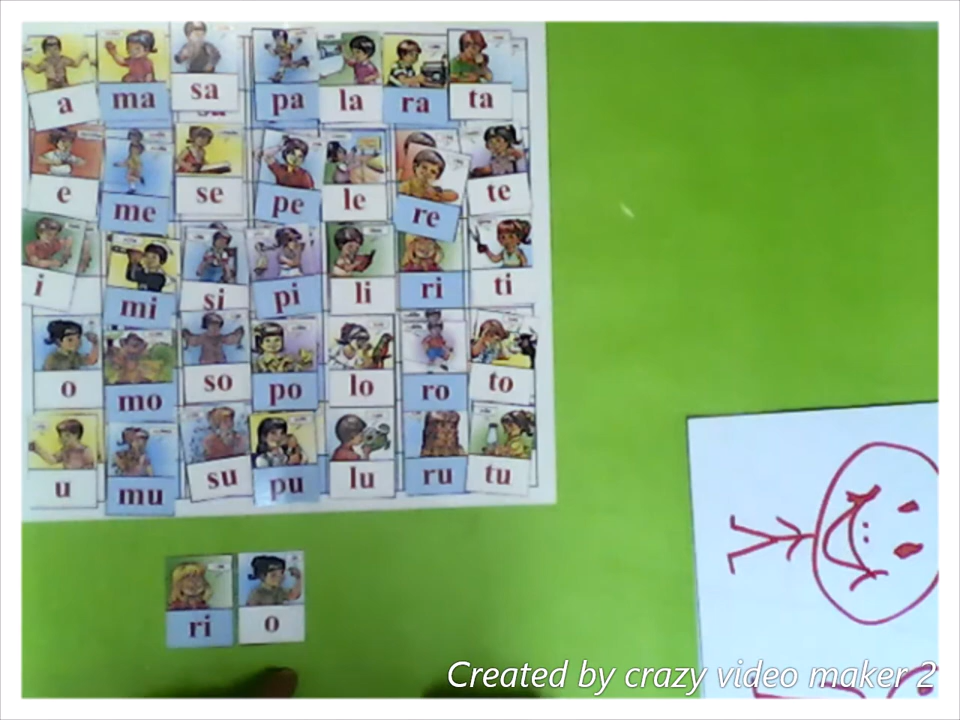 a ma sa pa la ra ta
e me se pe le re te
i mi si pi li ri ti
o mo so po lo ro to
u mu su pu lu ru tu
ri o
Created by crazy video maker 2